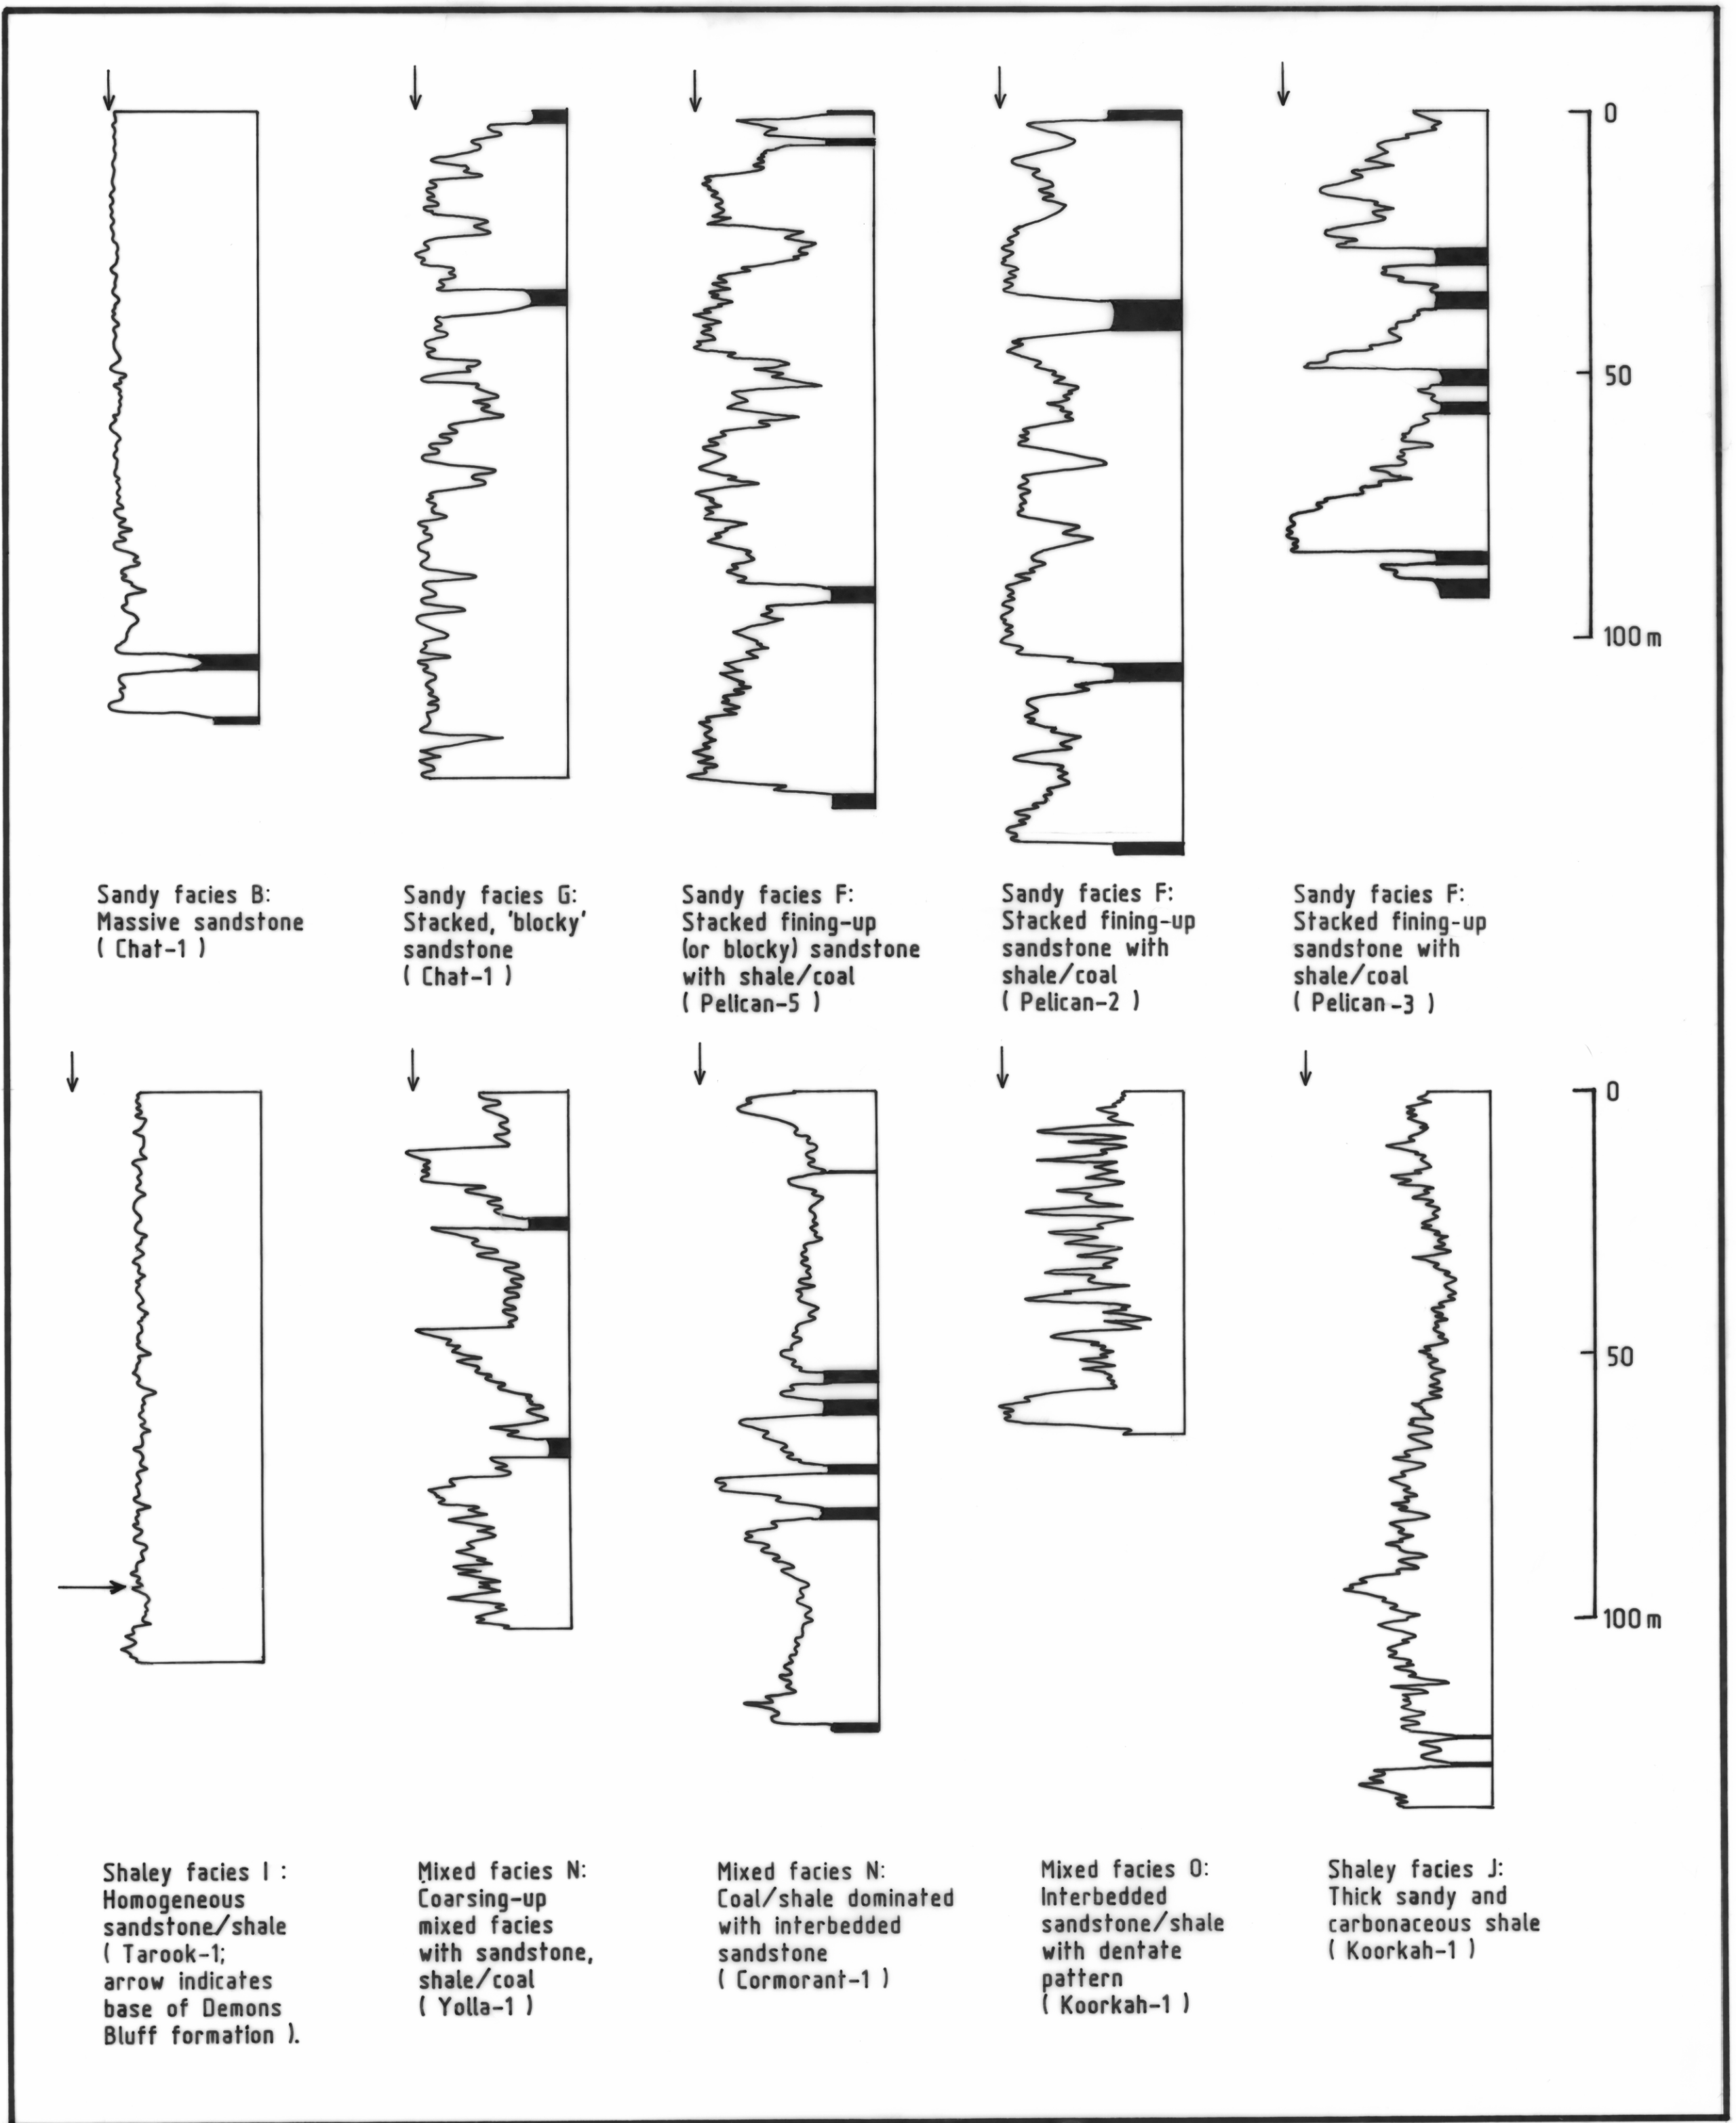 0
50
100 m
Sandy facies B:
Massive sandstone
( Chat-1 )
Sandy facies G:
Stacked, 'blocky'
sandstone
( Chat-1 )
Sandy facies F:
Stacked fining-up
(or blocky) sandstone
with shale/coal
( Pelican-5 )
Sandy facies F:
Stacked fining-up
sandstone with
shale/coal
( Pelican-2 )
Sandy facies F:
Stacked fining-up
sandstone with
shale/coal
( Pelican-3 )
0
50
100 m
Shaley facies I :
Homogeneous
sandstone/shale
( Tarook-1;
arrow indicates
base of Demons
Bluff formation ).
Mixed facies N:
Coarsing-up
mixed facies
with sandstone,
shale/coal
( Yolla-1 )
Mixed facies N:
Coal/shale dominated
with interbedded
sandstone
( Cormorant-1 )
Mixed facies O:
Interbedded
sandstone/shale
with dentate
pattern
( Koorkah-1 )
Shaley facies J:
Thick sandy and
carbonaceous shale
( Koorkah-1 )